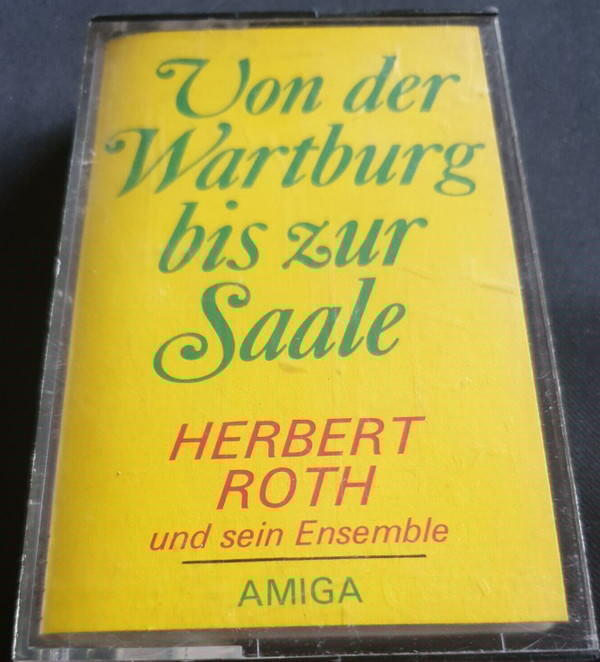 Von der
Wartburg
bis zur
Saale
HERBERT
ROTH
und sein Ensemble
AMIGA